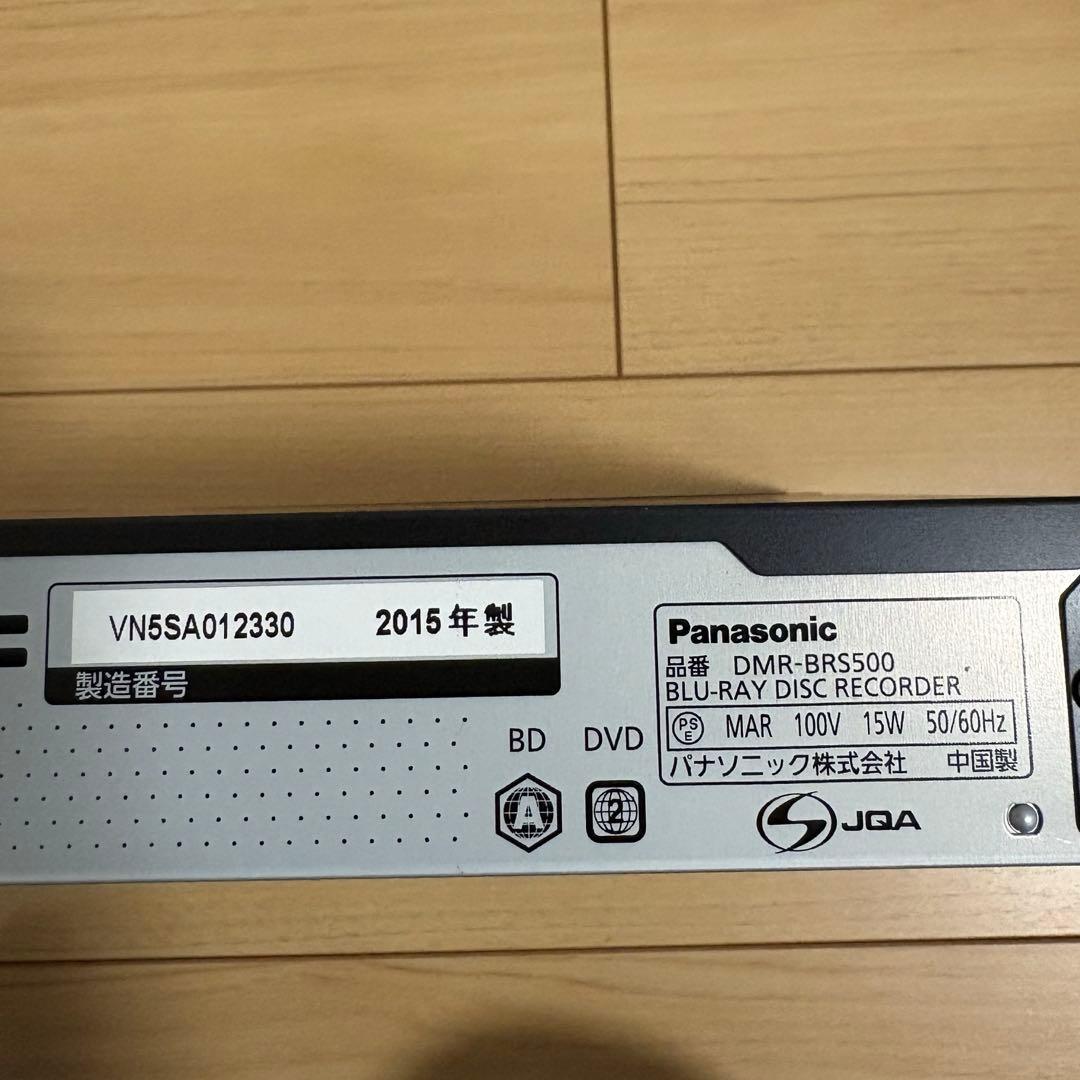 VN5SA012330 2015年製
製造番号
BD DVD
A 2
Panasonic
品番 DMR-BRS500
BLU-RAY DISC RECORDER
PSE MAR 100V 15W 50/60Hz
パナソニック株式会社 中国製
S JQA